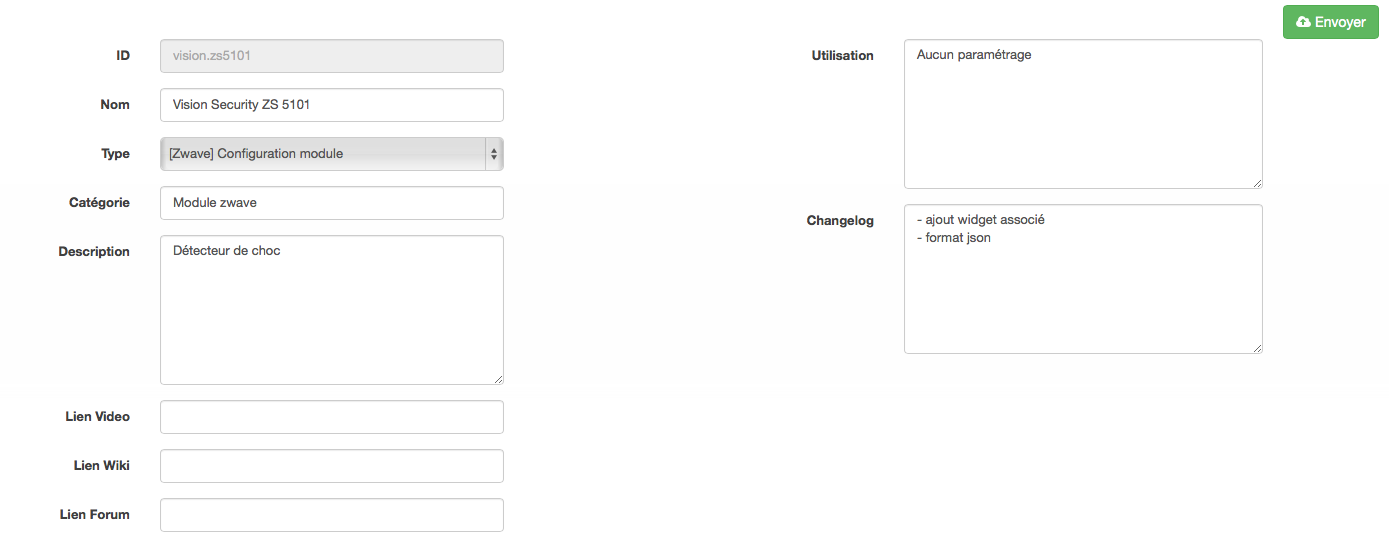 Envoyer
ID
vision.zs5101
Nom
Vision Security ZS 5101
Type
[Zwave] Configuration module
Catégorie
Module zwave
Description
Détecteur de choc
Lien Video
Lien Wiki
Lien Forum
Utilisation
Aucun paramétrage
Changelog
- ajout widget associé
- format json